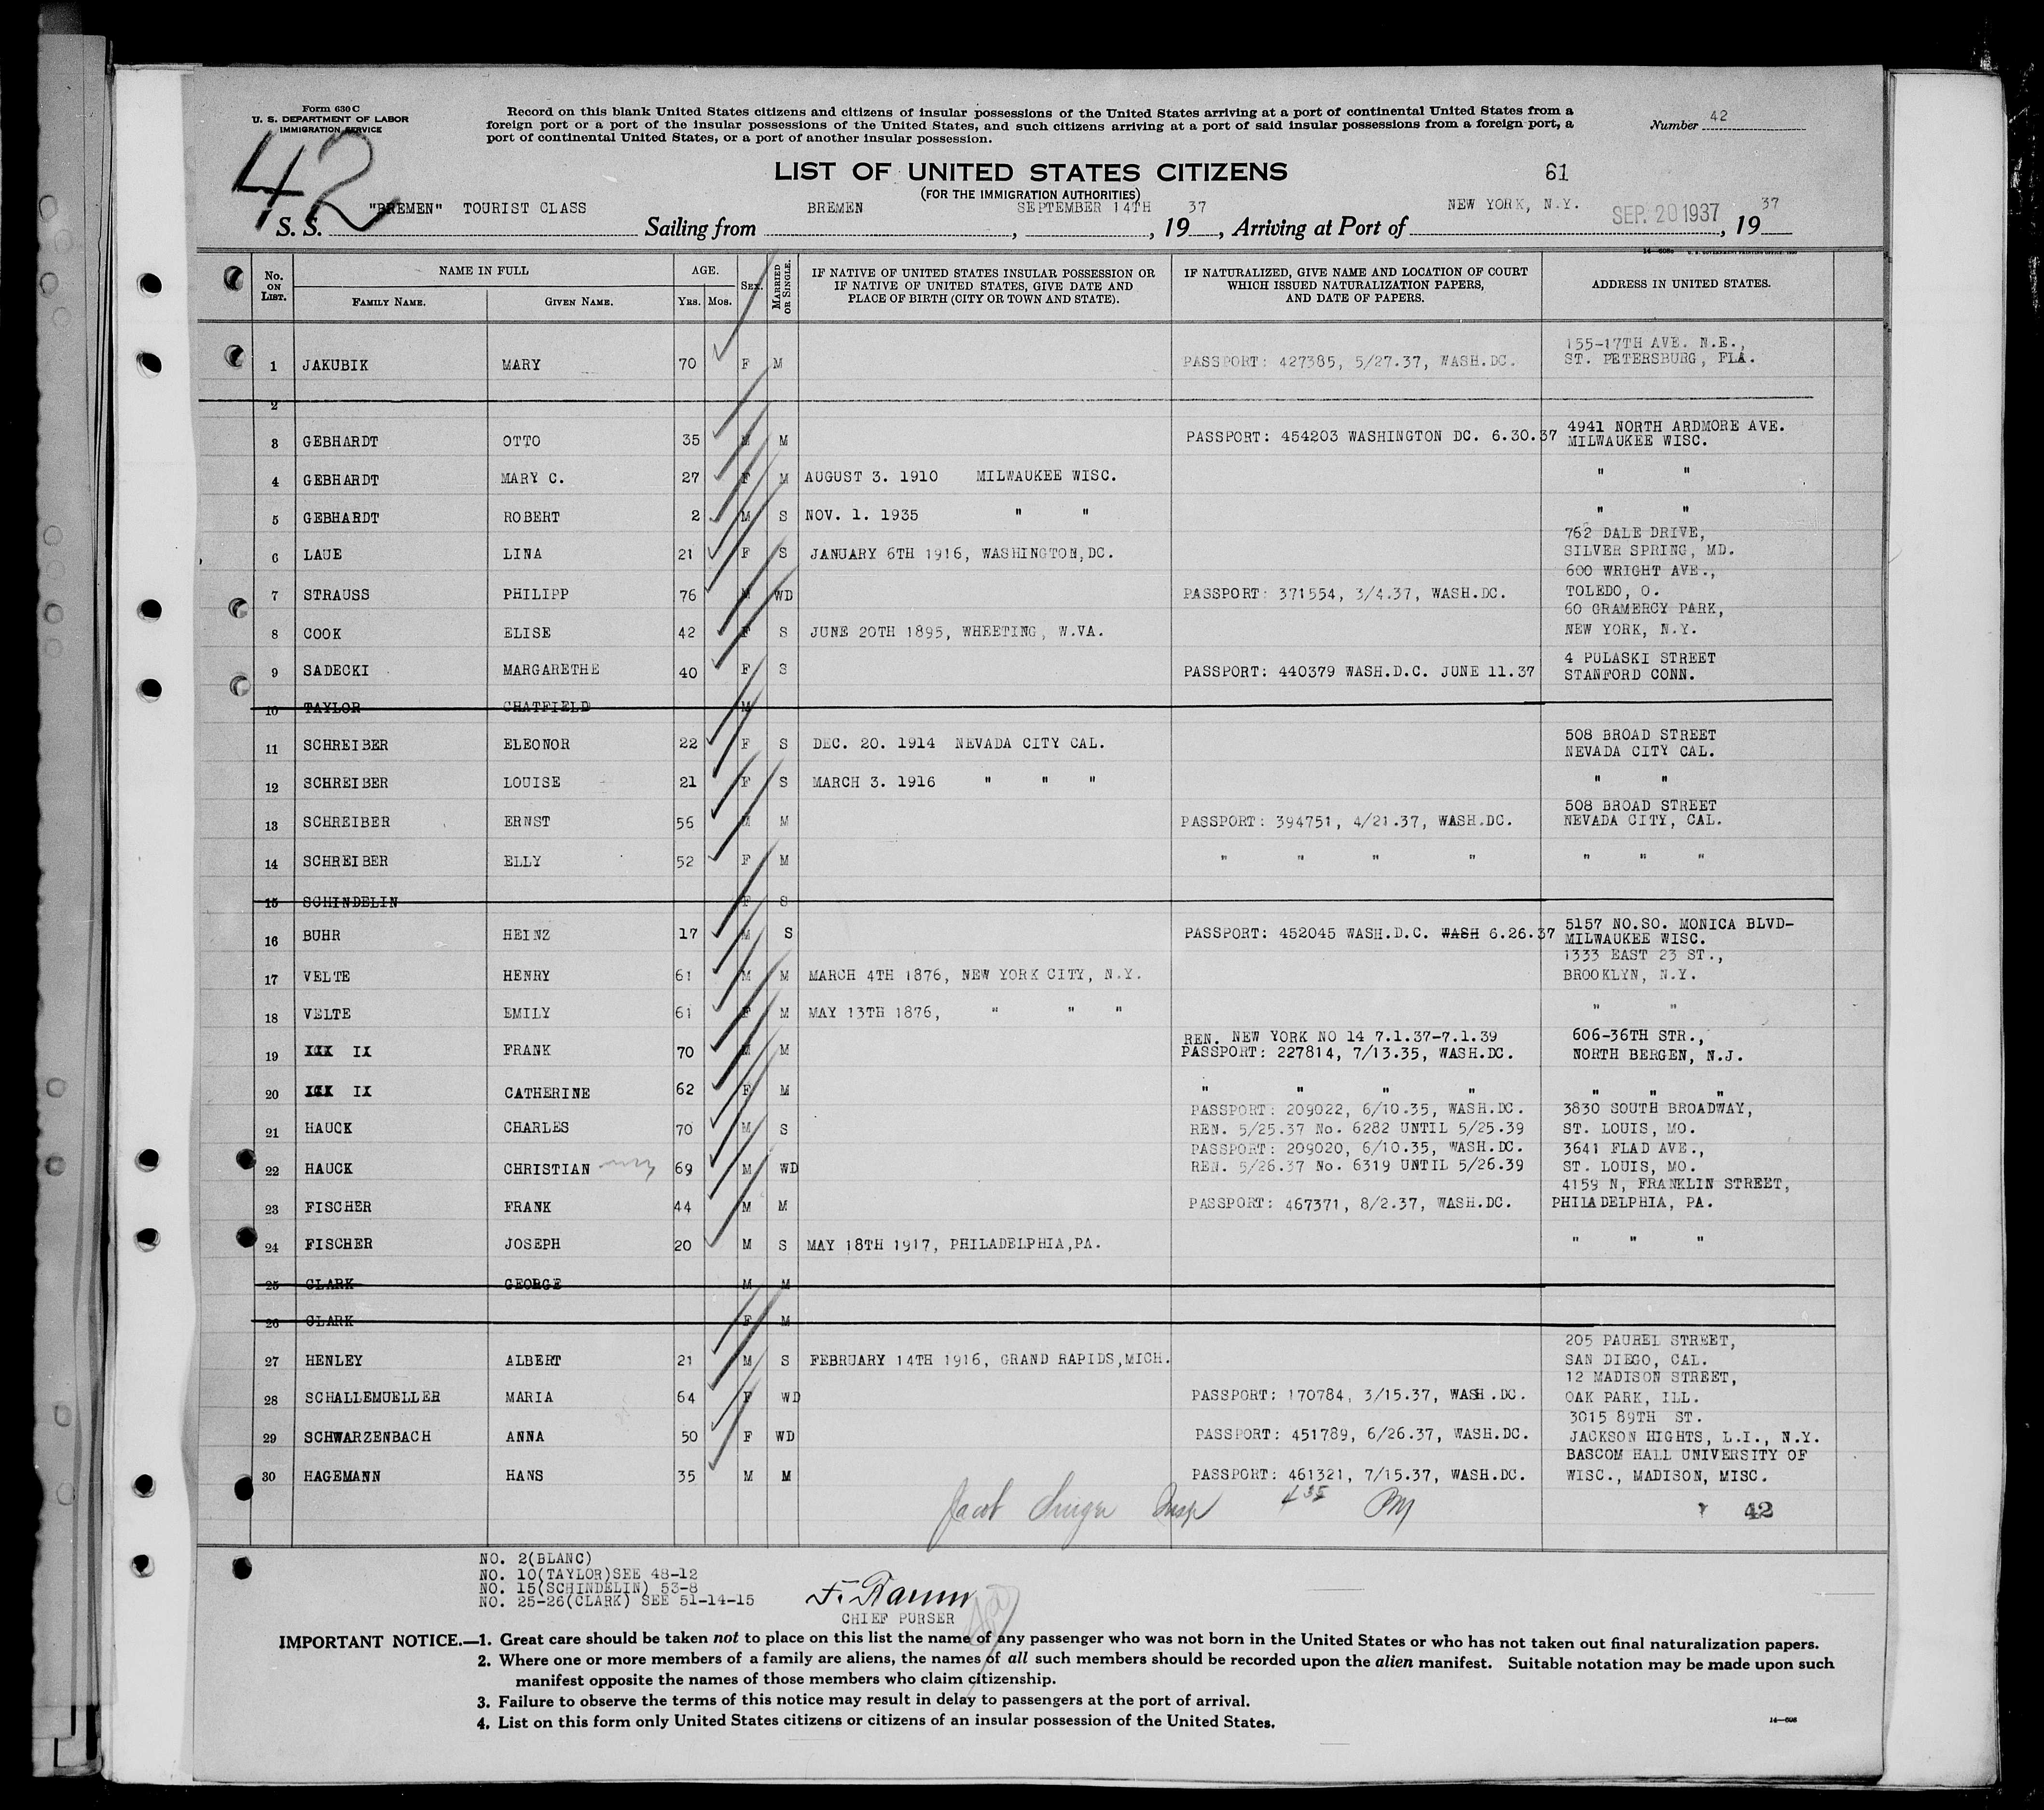 Form 630 C
U. S. DEPARTMENT OF LABOR
IMMIGRATION SERVICE
42
Record on this blank United States citizens and citizens of insular possessions of the United States arriving at a port of continental United States from a
foreign port or a port of the insular possessions of the United States, and such citizens arriving at a port of said insular possessions from a foreign port, a
port of continental United States, or a port of another insular possession.
Number 42
LIST OF UNITED STATES CITIZENS
61
(FOR THE IMMIGRATION AUTHORITIES)
S. S. "BREMEN" TOURIST CLASS Sailing from BREMEN, SEPTEMBER 14TH, 19 37, Arriving at Port of NEW YORK, N.Y. SEP. 20 1937, 19 37
No. ON LIST. NAME IN FULL AGE. SEX. MARRIED OR SINGLE. IF NATIVE OF UNITED STATES INSULAR POSSESSION OR IF NATIVE OF UNITED STATES, GIVE DATE AND PLACE OF BIRTH (CITY OR TOWN AND STATE). IF NATURALIZED, GIVE NAME AND LOCATION OF COURT WHICH ISSUED NATURALIZATION PAPERS, AND DATE OF PAPERS. ADDRESS IN UNITED STATES.
FAMILY NAME. GIVEN NAME. YRS. MOS.
1 JAKUBIK MARY 70 F M PASSPORT: 427385, 5/27.37, WASH.DC. 155-17TH AVE. N.E., ST. PETERSBURG, FLA.
2
3 GEBHARDT OTTO 35 M M PASSPORT: 454203 WASHINGTON DC. 6.30.37 4941 NORTH ARDMORE AVE. MILWAUKEE WISC.
4 GEBHARDT MARY C. 27 F M AUGUST 3. 1910 MILWAUKEE WISC. " "
5 GEBHARDT ROBERT 2 M S NOV. 1. 1935 " " " "
6 LAUE LINA 21 F S JANUARY 6TH 1916, WASHINGTON,DC. 762 DALE DRIVE, SILVER SPRING, MD.
7 STRAUSS PHILIPP 76 M WD PASSPORT: 371554, 3/4.37, WASH.DC. 600 WRIGHT AVE., TOLEDO, O.
8 COOK ELISE 42 F S JUNE 20TH 1895, WHEETING, W.VA. 60 GRAMERCY PARK, NEW YORK, N.Y.
9 SADECKI MARGARETHE 40 F S PASSPORT: 440379 WASH.D.C. JUNE 11.37 4 PULASKI STREET STANFORD CONN.
10 TAYLOR CHATFIELD M
11 SCHREIBER ELEONOR 22 F S DEC. 20. 1914 NEVADA CITY CAL. 508 BROAD STREET NEVADA CITY CAL.
12 SCHREIBER LOUISE 21 F S MARCH 3. 1916 " " " " "
13 SCHREIBER ERNST 56 M M PASSPORT: 394751, 4/21.37, WASH.DC. 508 BROAD STREET NEVADA CITY, CAL.
14 SCHREIBER ELLY 52 F M " " " " " " "
15 SCHINDELIN F S
16 BUHR HEINZ 17 M S PASSPORT: 452045 WASH.D.C. WASH 6.26.37 5157 NO.SO. MONICA BLVD- MILWAUKEE WISC.
17 VELTE HENRY 61 M M MARCH 4TH 1876, NEW YORK CITY, N.Y. 1333 EAST 23 ST., BROOKLYN, N.Y.
18 VELTE EMILY 61 F M MAY 13TH 1876, " " " " "
19 IX FRANK 70 M M REN. NEW YORK NO 14 7.1.37-7.1.39 PASSPORT: 227814, 7/13.35, WASH.DC. 606-36TH STR., NORTH BERGEN, N.J.
20 IX CATHERINE 62 F M " " " " " " "
21 HAUCK CHARLES 70 M S PASSPORT: 209022, 6/10.35, WASH.DC. REN. 5/25.37 No. 6282 UNTIL 5/25.39 3830 SOUTH BROADWAY, ST. LOUIS, MO.
22 HAUCK CHRISTIAN 69 M WD PASSPORT: 209020, 6/10.35, WASH.DC. REN. 5/26.37 No. 6319 UNTIL 5/26.39 3641 FLAD AVE., ST. LOUIS, MO.
23 FISCHER FRANK 44 M M PASSPORT: 467371, 8/2.37, WASH.DC. 4159 N, FRANKLIN STREET, PHILADELPHIA, PA.
24 FISCHER JOSEPH 20 M S MAY 18TH 1917, PHILADELPHIA,PA. " " "
25 CLARK GEORGE M M
26 CLARK F M
27 HENLEY ALBERT 21 M S FEBRUARY 14TH 1916, GRAND RAPIDS,MICH. 205 PAUREL STREET, SAN DIEGO, CAL.
28 SCHALLEMUELLER MARIA 64 F WD PASSPORT: 170784, 3/15.37, WASH.DC. 12 MADISON STREET, OAK PARK, ILL.
29 SCHWARZENBACH ANNA 50 F WD PASSPORT: 451789, 6/26.37, WASH.DC. 3015 89TH ST. JACKSON HIGHTS, L.I., N.Y.
30 HAGEMANN HANS 35 M M PASSPORT: 461321, 7/15.37, WASH.DC. BASCOM HALL UNIVERSITY OF WISC., MADISON, MISC.
Jacob Insp 4 35 PM 42
NO. 2(BLANC)
NO. 10(TAYLOR)SEE 48-12
NO. 15(SCHINDELIN) 53-8
NO. 25-26(CLARK) SEE 51-14-15
CHIEF PURSER
IMPORTANT NOTICE.—1. Great care should be taken not to place on this list the name of any passenger who was not born in the United States or who has not taken out final naturalization papers.
2. Where one or more members of a family are aliens, the names of all such members should be recorded upon the alien manifest. Suitable notation may be made upon such
manifest opposite the names of those members who claim citizenship.
3. Failure to observe the terms of this notice may result in delay to passengers at the port of arrival.
4. List on this form only United States citizens or citizens of an insular possession of the United States.